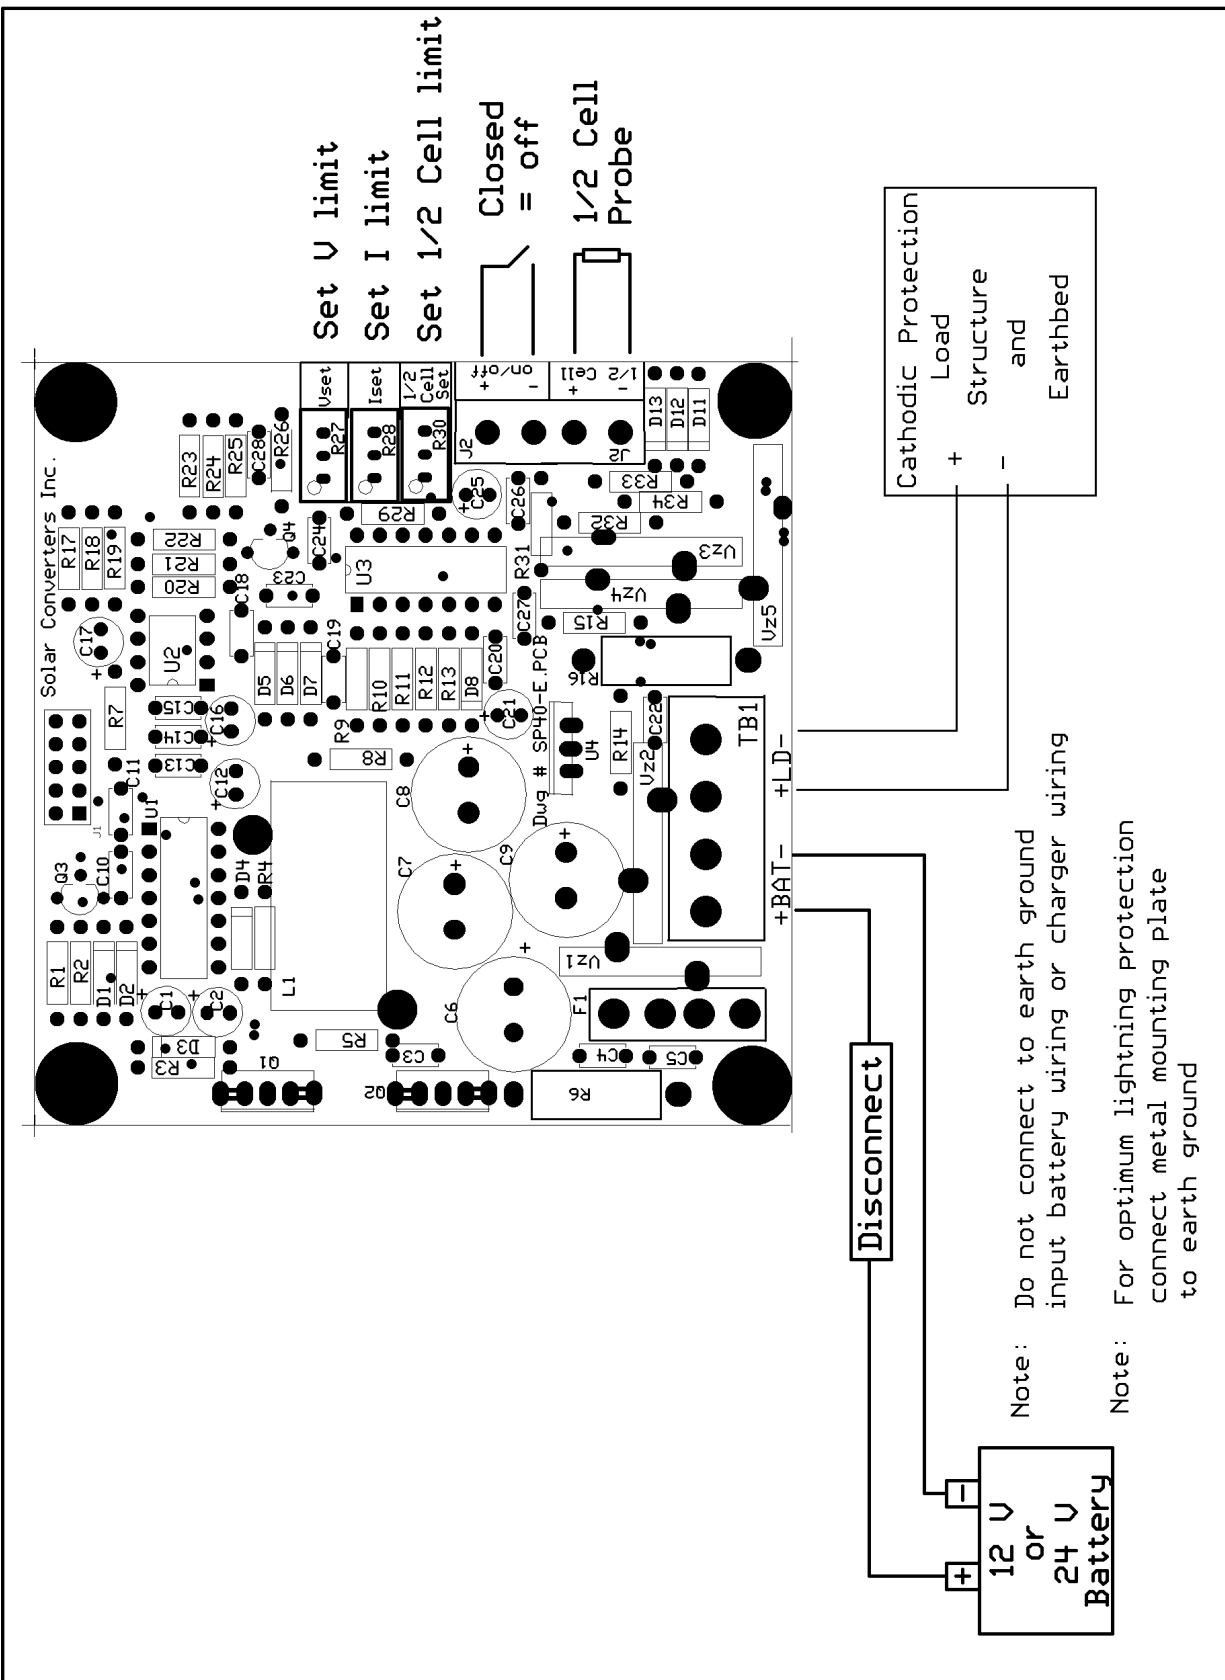 Solar Converters Inc.
R17
R18
R19
R23
R24
R25
C28
R26
Vset
R27
Set V limit
Iset
R28
Set I limit
1/2
Cell
Set
R30
Set 1/2 Cell limit
J2
+
-
on/off
Closed
= off
+
-
1/2 Cell
J2
1/2 Cell
Probe
D13
D12
D11
R22
R21
R20
Q4
C24
R29
C25
+
C26
R33
R34
R32
R31
C23
C18
U3
C17
+
U2
R7
C15
C14
C13
C16
+
C12
+
D5
D6
D7
C19
R9
R10
R11
R12
R13
D8
C20
C21
+
C27
R15
Vz3
Vz4
Vz5
R16
Dwg # SP40-E.PCB
U4
R14
C22
Vz2
TB1
R8
C8
+
C7
+
C9
+
C6
+
J1
C11
U1
Q3
C10
D4
R4
L1
R1
R2
D1
D2
C1
+
C2
+
D3
R3
Q1
R5
Q2
C3
C4
C5
R6
F1
Vz1
+BAT-
+LD-
Cathodic Protection
Load
+
Structure
-
and
Earthbed
Disconnect
+
-
12 V
or
24 V
Battery
Note: Do not connect to earth ground
input battery wiring or charger wiring
Note: For optimum lightning protection
connect metal mounting plate
to earth ground